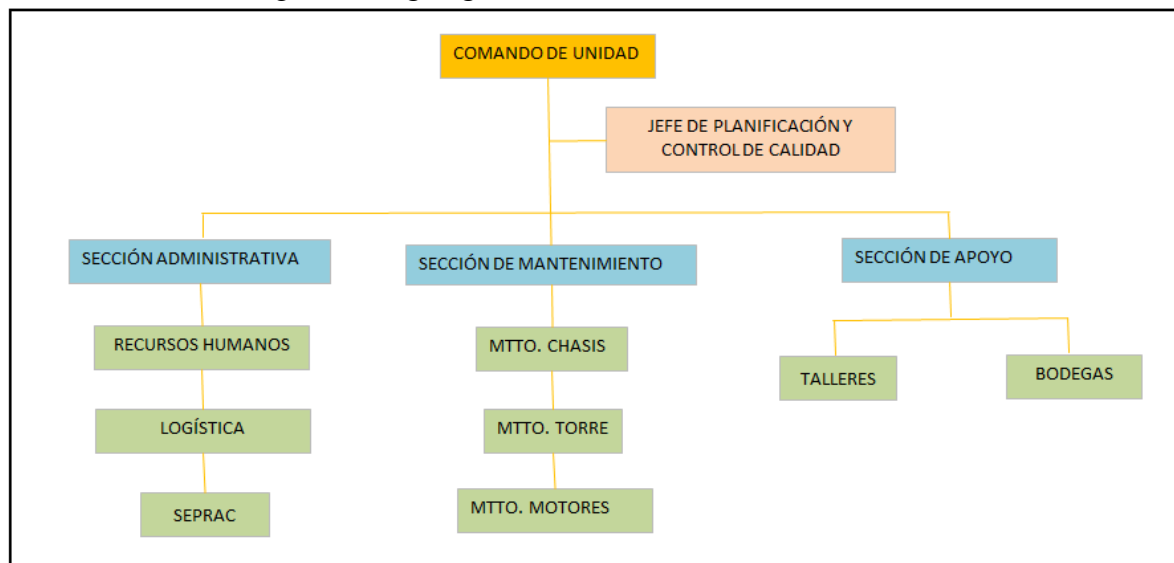 COMANDO DE UNIDAD
JEFE DE PLANIFICACIÓN Y
CONTROL DE CALIDAD
SECCIÓN ADMINISTRATIVA
SECCIÓN DE MANTENIMIENTO
SECCIÓN DE APOYO
RECURSOS HUMANOS
MTTO. CHASIS
TALLERES
BODEGAS
LOGÍSTICA
MTTO. TORRE
SEPRAC
MTTO. MOTORES